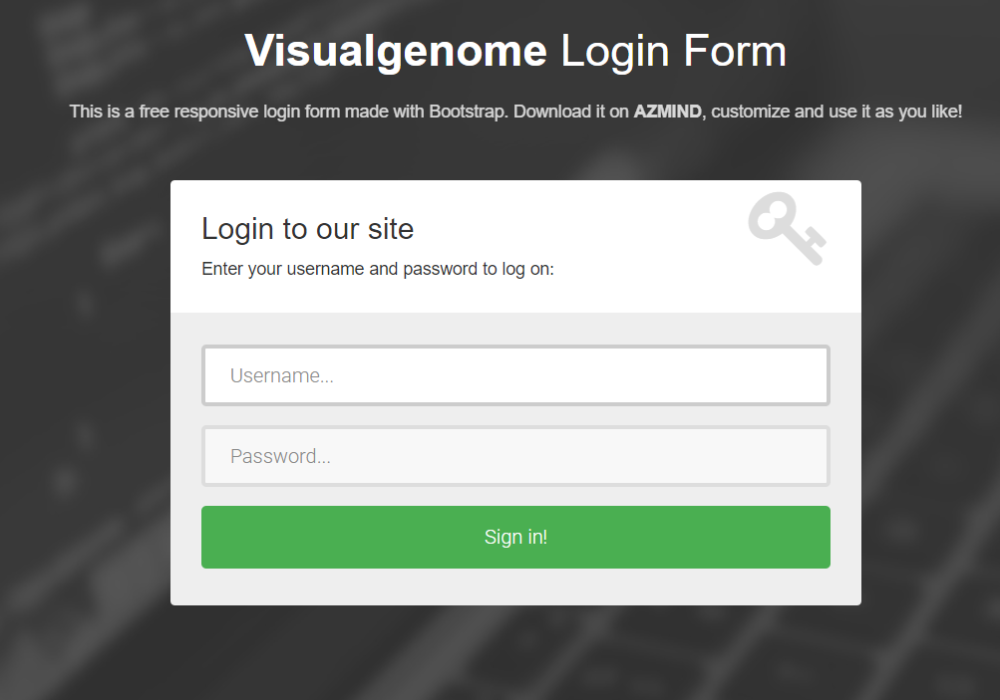 Visualgenome Login Form
This is a free responsive login form made with Bootstrap. Download it on AZMIND, customize and use it as you like!
Login to our site
Enter your username and password to log on:
Username...
Password...
Sign in!